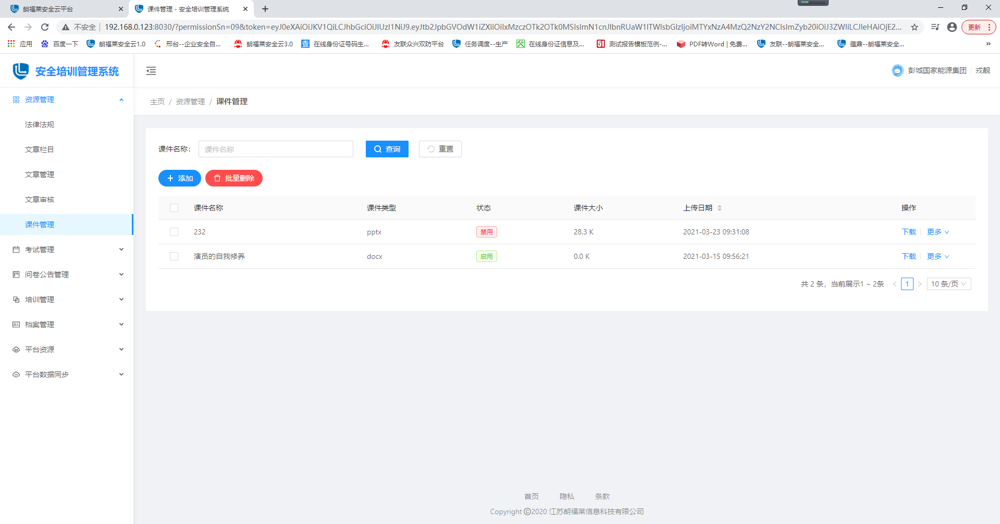 朗福莱安全云平台
课件管理 - 安全培训管理系统
不安全
192.168.0.123:8030/?permissionSn=09&token=eyJ0eXAiOiJKV1QiLCJhbGciOiJIUzI1NiJ9.eyJtb2JpbGVOdW1iZXIiOiIxMzczOTk2OTk0MSIsImN1cnJlbnRUaW1lTWlsbGlzIjoiMTYxNzA4MzQ2NzY2NCIsImZyb20iOiJ3ZWIiLCJleHAiOjE2...
更新
应用
百度一下
朗福莱安全云1.0
邢台--企业安全自...
朗福莱安全云3.0
查
在线身份证号码生...
友联众兴双防平台
任务调度--生产
在线身份证信息及...
51
测试报告模板范例-...
PDF转Word | 免费...
友联--朗福莱安全...
蕴鼎--朗福莱安全...
安全培训管理系统
彭城国家能源集团
戎靓
主页 / 资源管理 / 课件管理
资源管理
法律法规
文章栏目
文章管理
文章审核
课件管理
考试管理
问卷公告管理
培训管理
档案管理
平台资源
平台数据同步
课件名称：
课件名称
查询
重置
添加
批量删除
课件名称 课件类型 状态 课件大小 上传日期 操作
232 pptx 禁用 28.3 K 2021-03-23 09:31:08 下载 更多
演员的自我修养 docx 启用 0.0 K 2021-03-15 09:56:21 下载 更多
共 2 条，当前展示1 ~ 2条 < 1 > 10 条/页
首页 隐私 条款
Copyright ©2020 江苏朗福莱信息科技有限公司